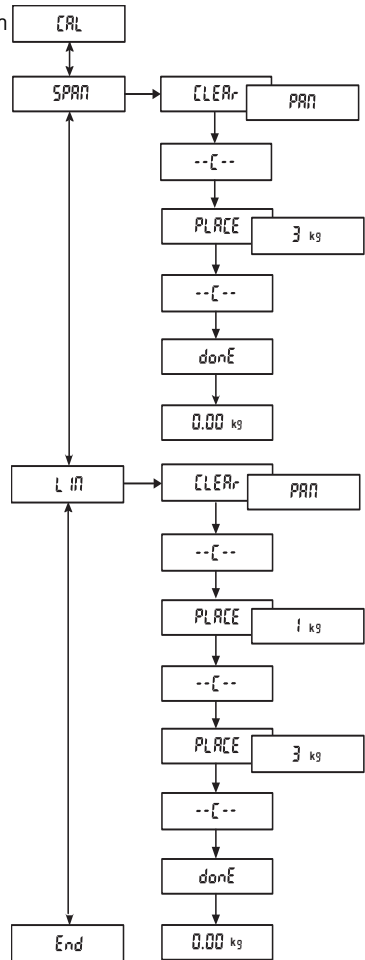 n
CAL
SPAN
CLEAr
PAN
--C--
PLACE
3 kg
--C--
donE
0.00 kg
LIN
CLEAr
PAN
--C--
PLACE
1 kg
--C--
PLACE
3 kg
--C--
donE
End
0.00 kg